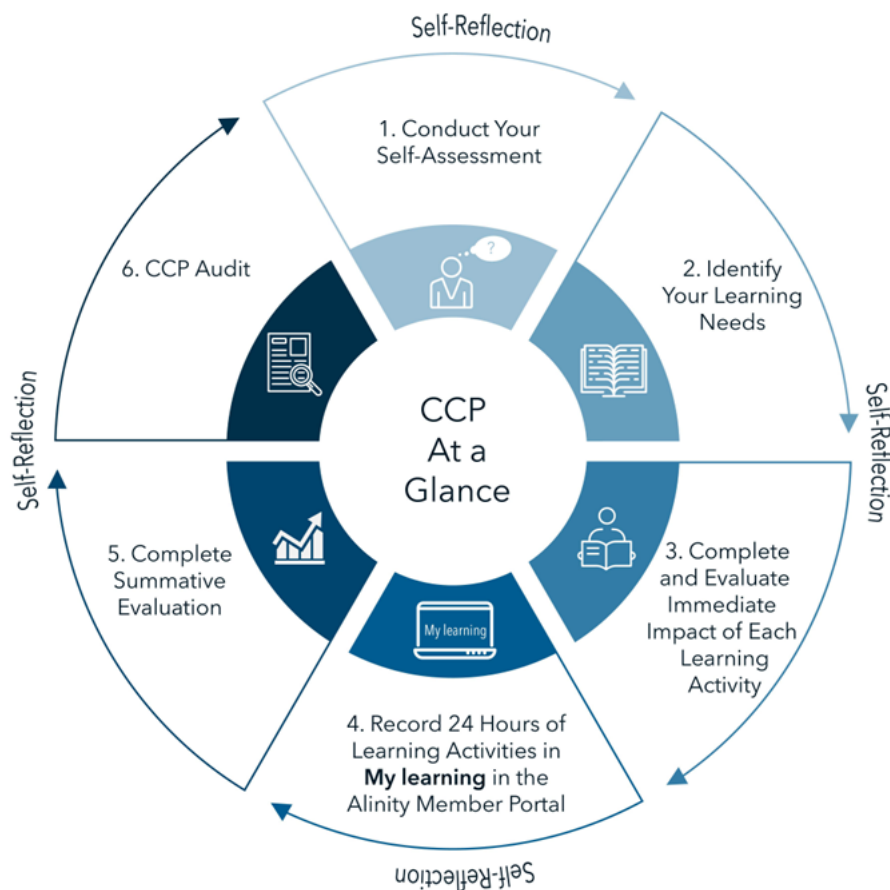 Self-Reflection
1. Conduct Your
Self-Assessment
?
2. Identify
Your Learning
Needs
Self-Reflection
3. Complete
and Evaluate
Immediate
Impact of Each
Learning
Activity
My learning
4. Record 24 Hours of
Learning Activities in
My learning in the
Alinity Member Portal
Self-Reflection
5. Complete
Summative
Evaluation
Self-Reflection
6. CCP Audit
CCP
At a
Glance